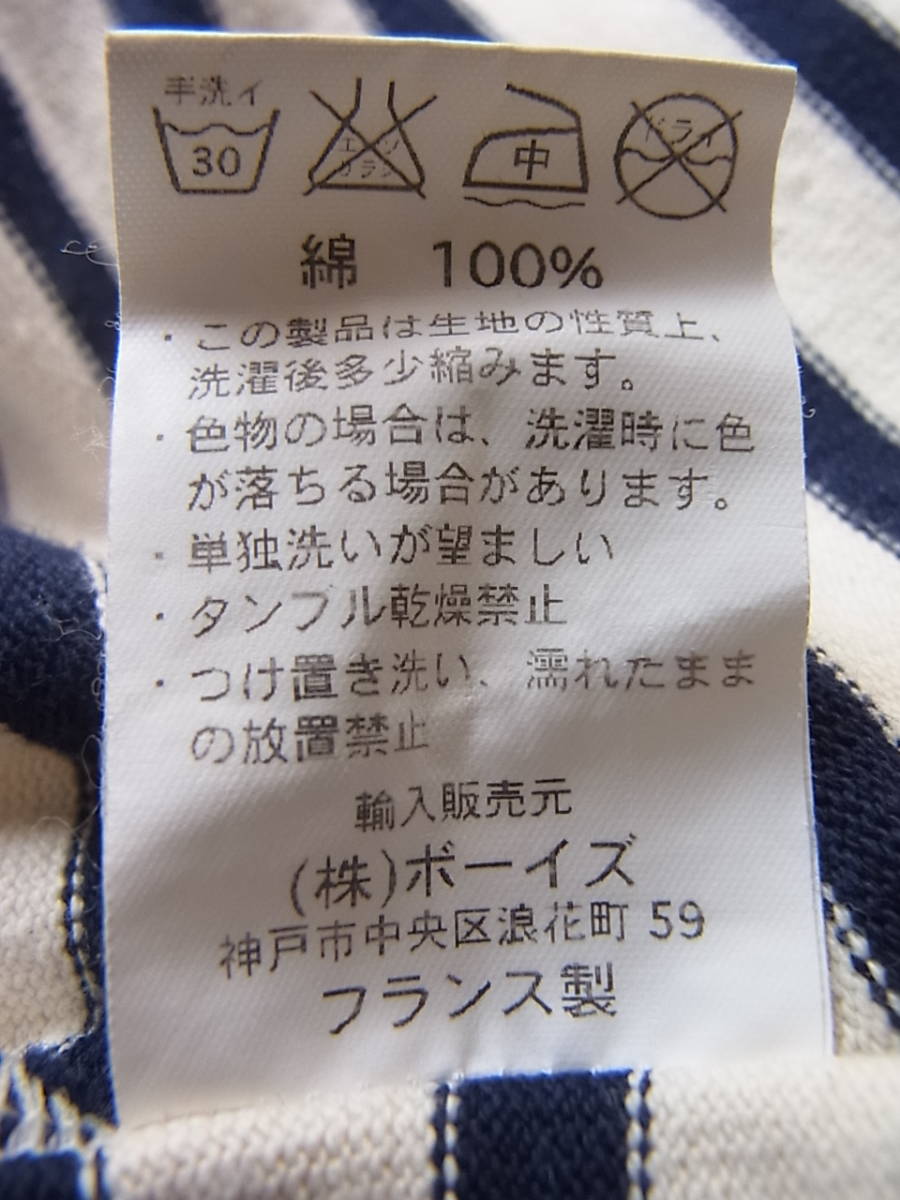 手洗イ
30
エンソ
サラシ
中
ドライ
綿 100%
・この製品は生地の性質上、
洗濯後多少縮みます。
・色物の場合は、洗濯時に色
が落ちる場合があります。
・単独洗いが望ましい
・タンブル乾燥禁止
・つけ置き洗い、濡れたまま
の放置禁止
輸入販売元
(株)ボーイズ
神戸市中央区浪花町 59
フランス製